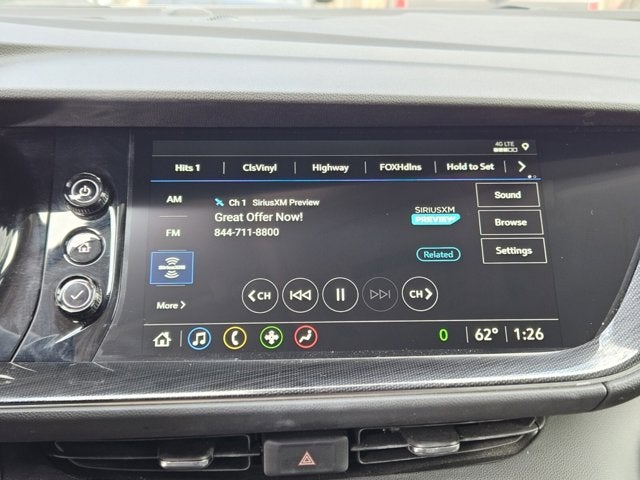 4G LTE
Hits 1 ClsVinyl Highway FOXHdlns Hold to Set
AM
Ch 1 SiriusXM Preview
Great Offer Now!
844-711-8800
SIRIUSXM
PREVIEW
Sound
FM
Browse
SiriusXM
Related
Settings
More
CH CH
0 62° 1:26